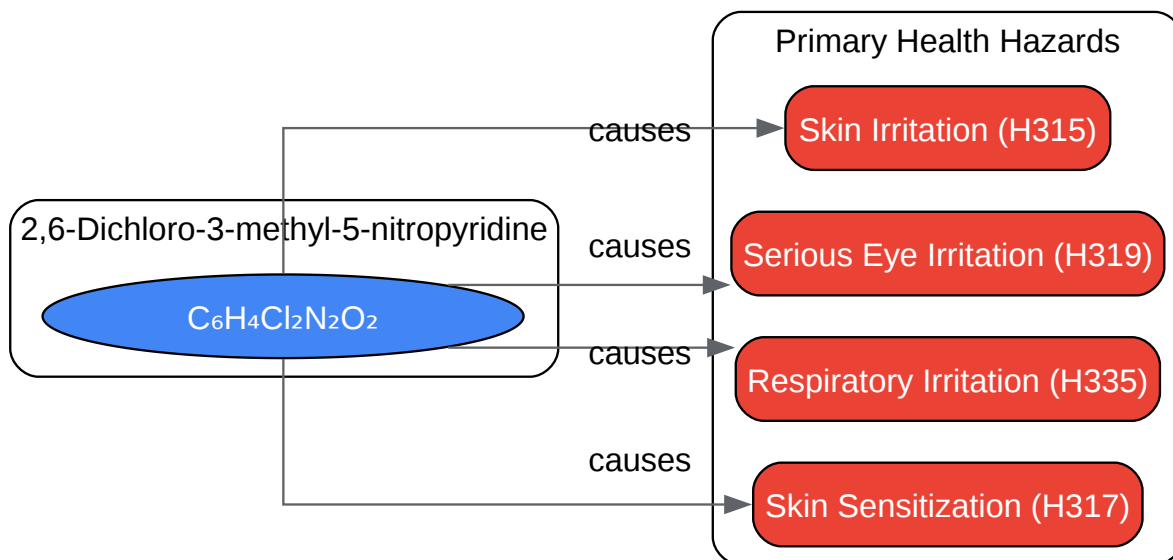 Primary Health Hazards
causes
Skin Irritation (H315)
2,6-Dichloro-3-methyl-5-nitropyridine
causes
Serious Eye Irritation (H319)
C₆H₄Cl₂N₂O₂
causes
Respiratory Irritation (H335)
causes
Skin Sensitization (H317)